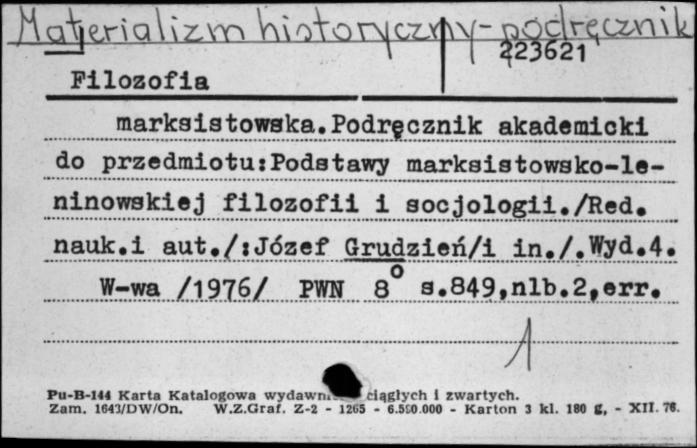 Materializm historyczny - podręcznik
223621
Filozofia
marksistowska.Podręcznik akademicki
do przedmiotu:Podstawy marksistowsko-le-
ninowskiej filozofii i socjologii./Red.
nauk.i aut./:Józef Grudzień/i in./.Wyd.4.
W-wa /1976/ PWN 8° s.849,nlb.2,err.
1
Pu-B-144 Karta Katalogowa ciągłych i zwartych.
Zam. 1643/DW/On. W.Z.Graf. Z-2 - 1265 - 6.500.000 - Karton 3 kl. 180 g, - XII. 76.